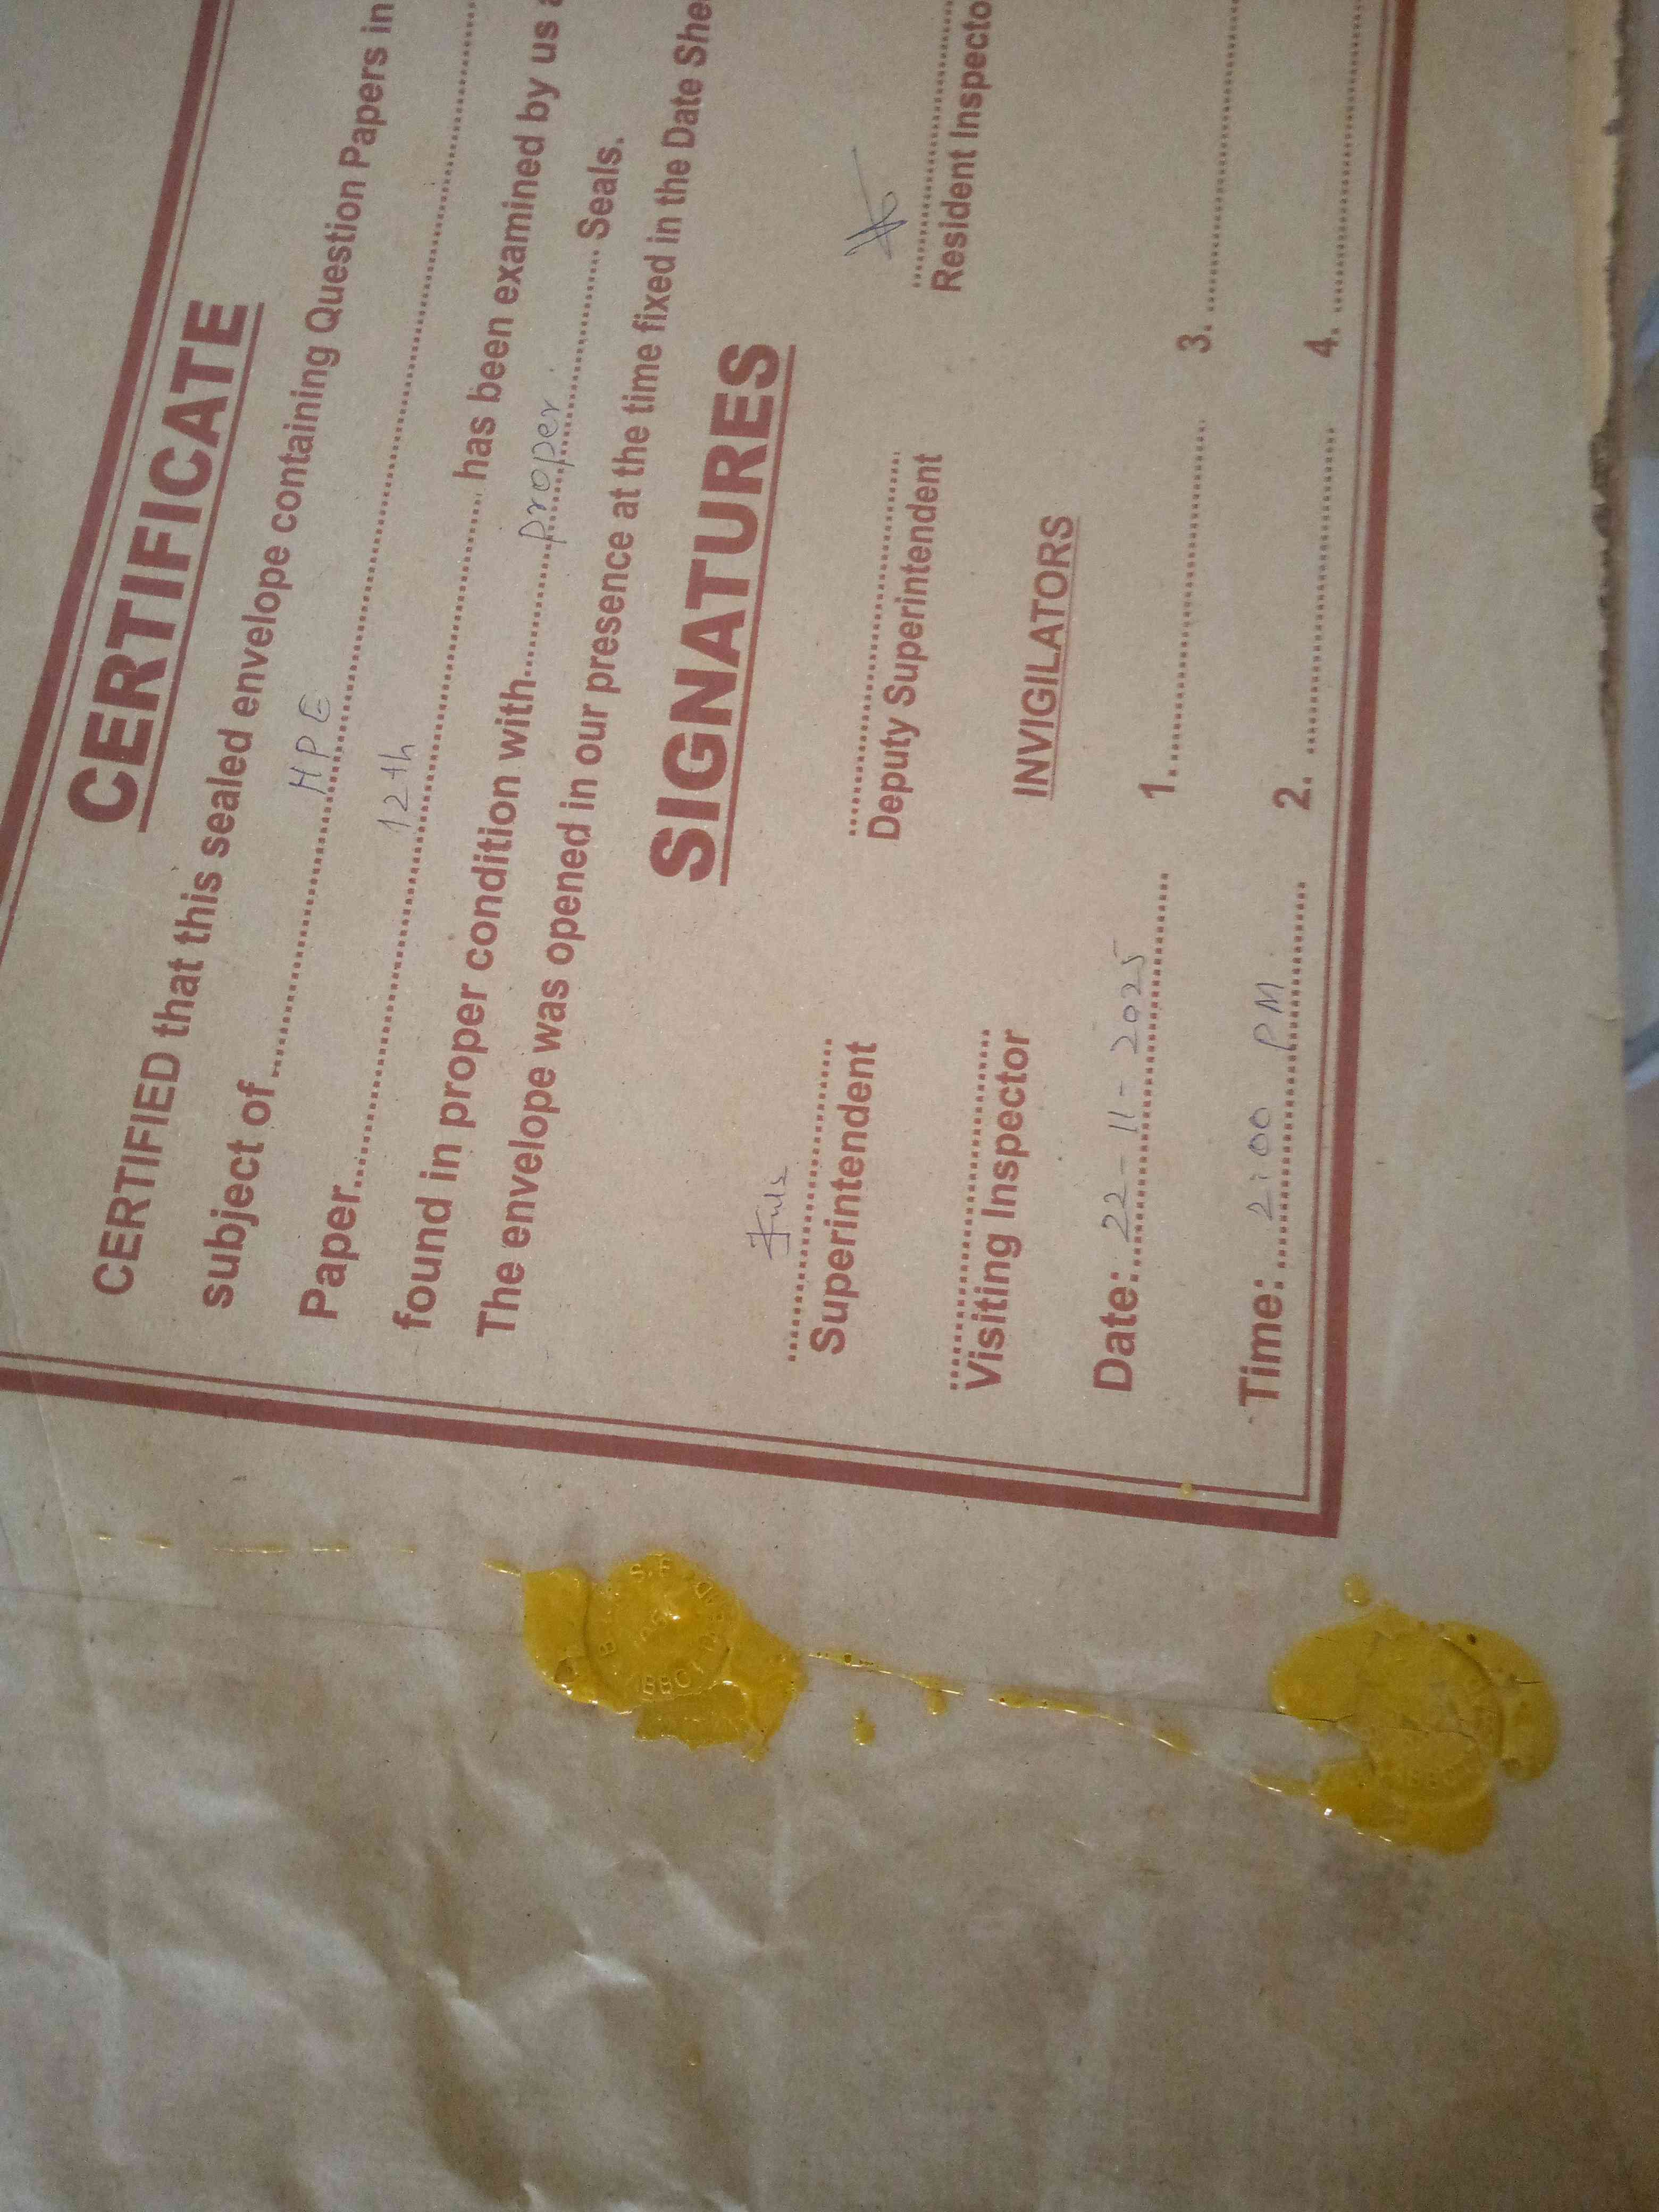 CERTIFICATE
CERTIFIED that this sealed envelope containing Question Papers in
subject of ........ HPE ........
Paper ........ 12th ........ has been examined by us
found in proper condition with ........ proper ........ Seals.
The envelope was opened in our presence at the time fixed in the Date She
SIGNATURES
Superintendent
Deputy Superintendent
Resident Inspecto
Visiting Inspector
INVIGILATORS
Date: 22-11-2025
1. ........ 3. ........
Time: 2:00 PM
2. ........ 4. ........